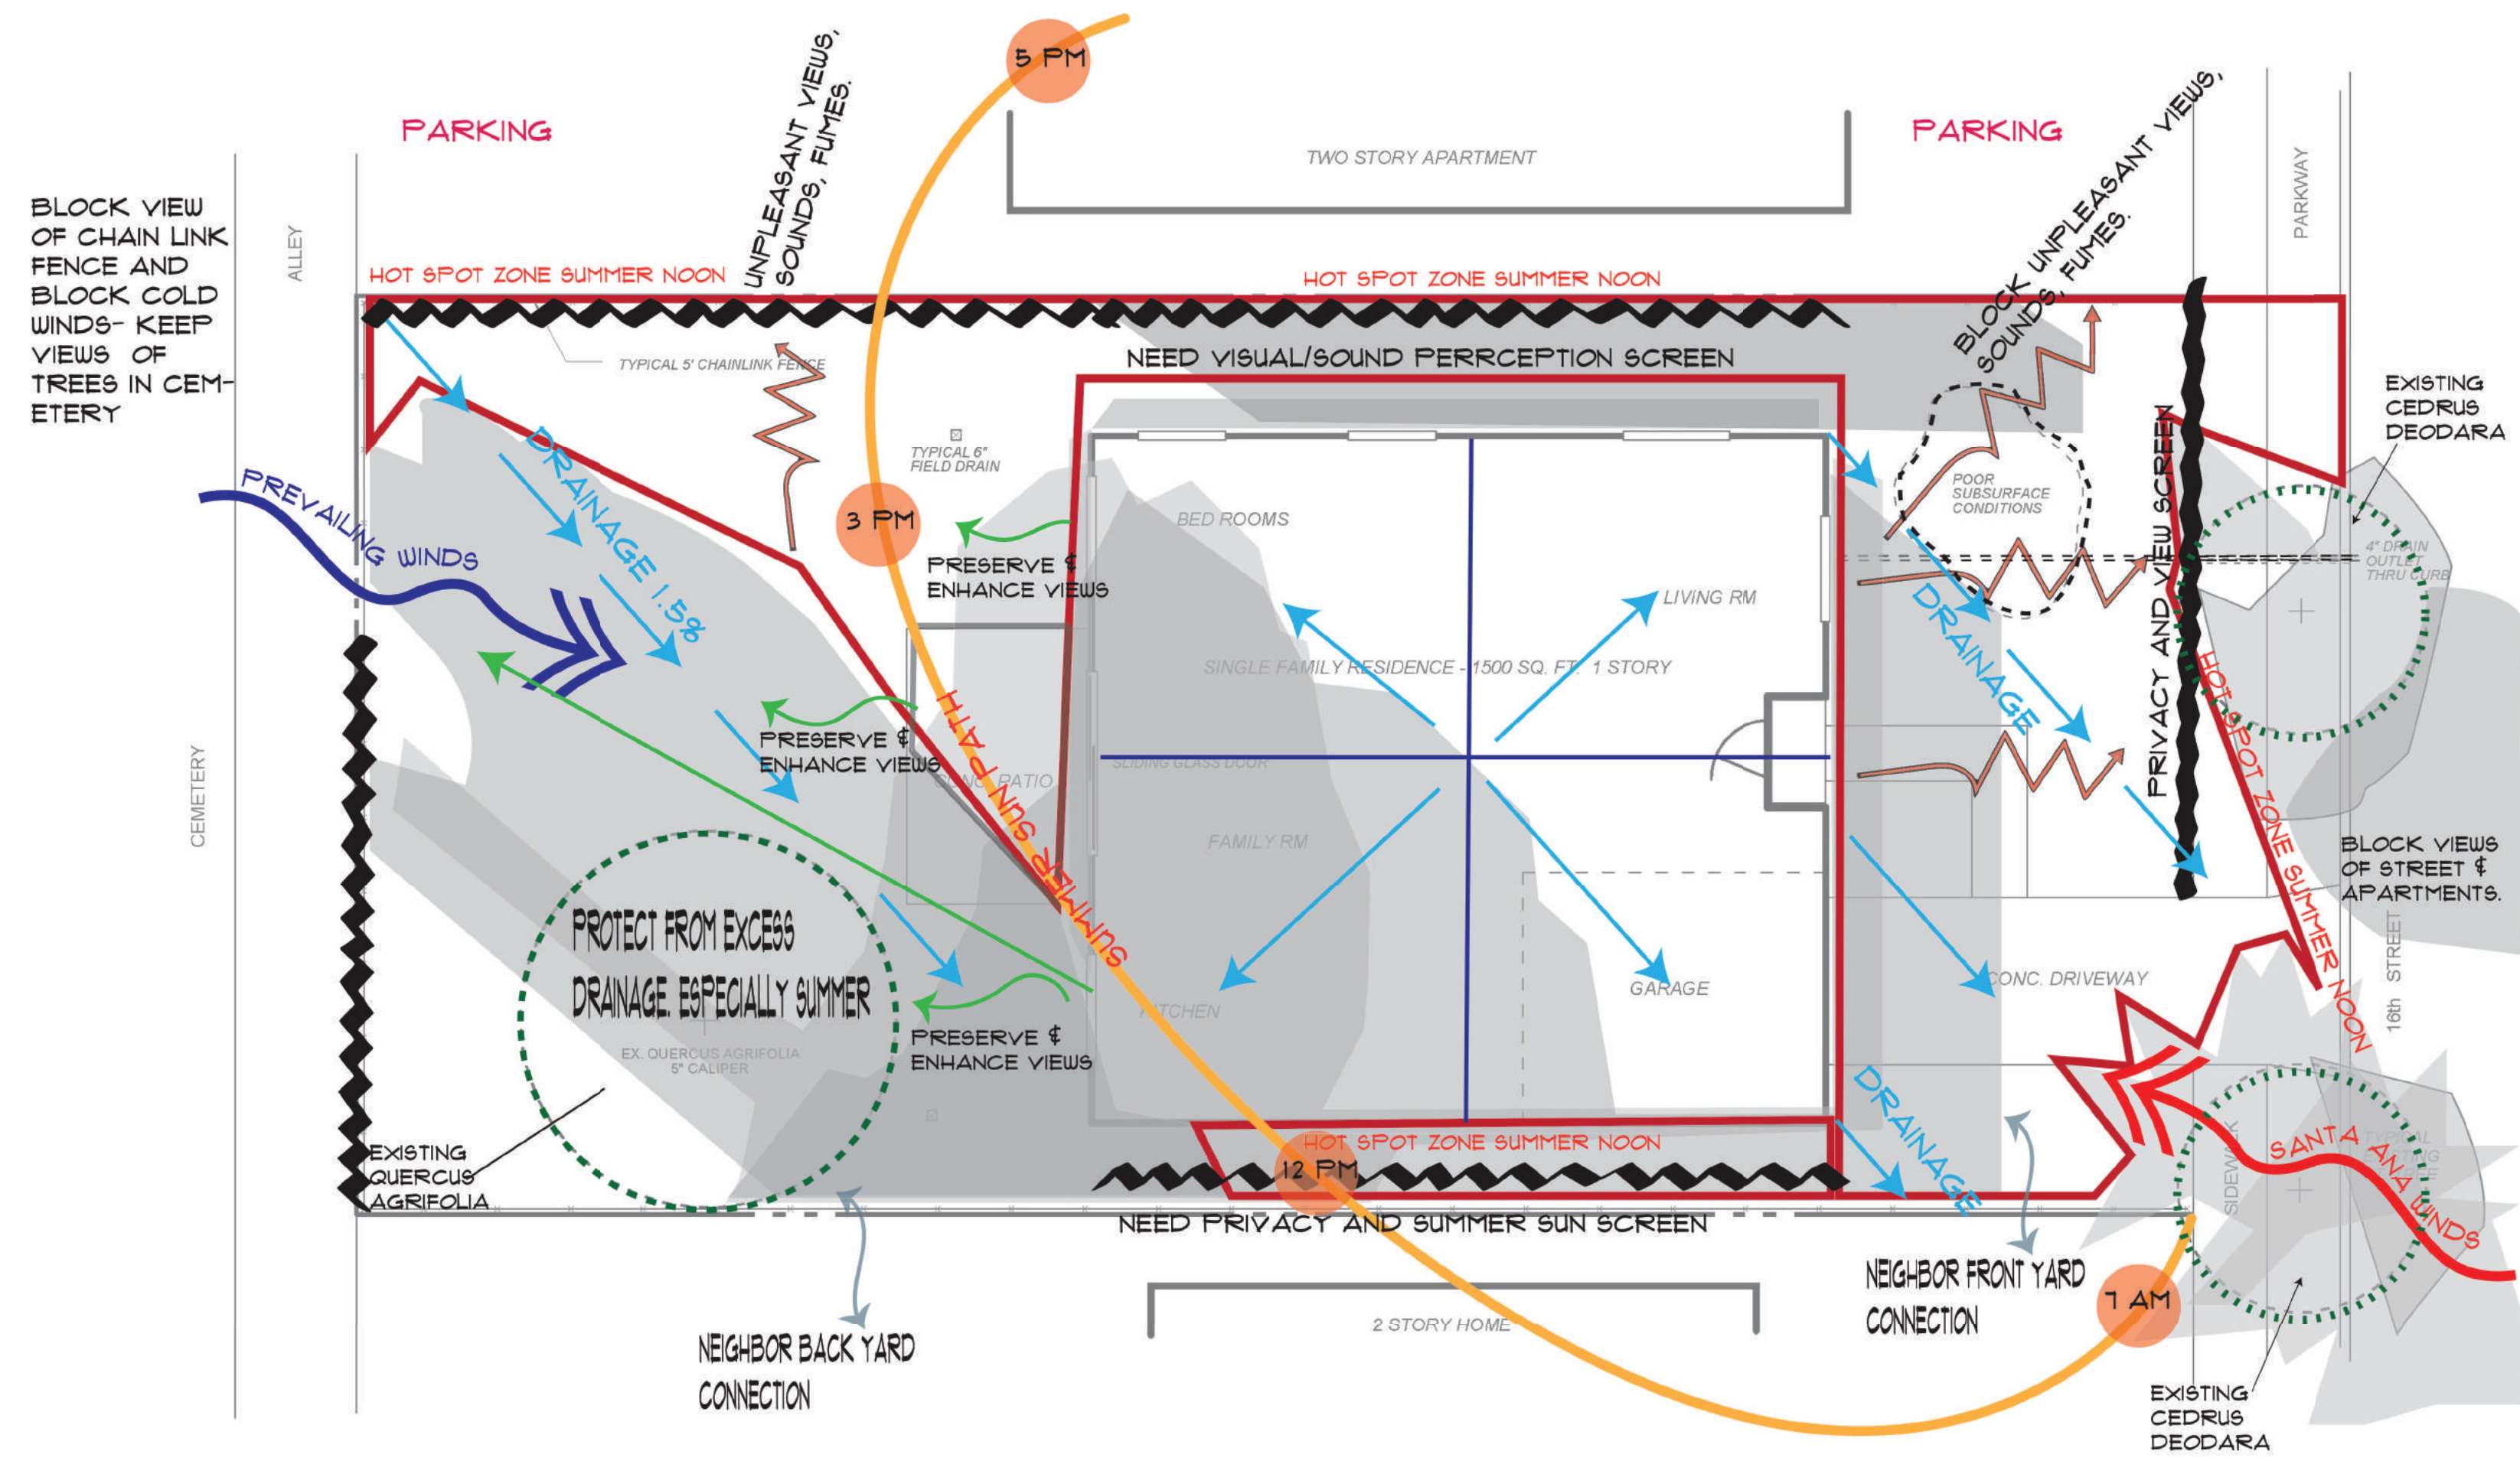 5 PM
PARKING
TWO STORY APARTMENT
PARKING
UNPLEASANT VIEWS,
SOUNDS, FUMES.
BLOCK UNPLEASANT VIEWS,
SOUNDS, FUMES.
PARKWAY
BLOCK VIEW
OF CHAIN LINK
FENCE AND
BLOCK COLD
WINDS- KEEP
VIEWS OF
TREES IN CEM-
ETERY
ALLEY
HOT SPOT ZONE SUMMER NOON
HOT SPOT ZONE SUMMER NOON
TYPICAL 5' CHAINLINK FENCE
NEED VISUAL/SOUND PERRCEPTION SCREEN
EXISTING
CEDRUS
DEODARA
TYPICAL 6"
FIELD DRAIN
PREVAILING WINDS
DRAINAGE 1.5%
3 PM
BED ROOMS
POOR
SUBSURFACE
CONDITIONS
PRIVACY AND VIEW SCREEN
4" DRAIN
OUTLET
THRU CURB
PRESERVE &
ENHANCE VIEWS
LIVING RM
DRAINAGE
SINGLE FAMILY RESIDENCE - 1500 SQ. FT. 1 STORY
HOT SPOT ZONE SUMMER NOON
PRESERVE &
ENHANCE VIEWS
SLIDING GLASS DOOR
CONC. PATIO
SUMMER SUN PATH
CEMETERY
FAMILY RM
BLOCK VIEWS
OF STREET &
APARTMENTS.
PROTECT FROM EXCESS
DRAINAGE. ESPECIALLY SUMMER
16th STREET
CONC. DRIVEWAY
GARAGE
KITCHEN
PRESERVE &
ENHANCE VIEWS
EX. QUERCUS AGRIFOLIA
5" CALIPER
DRAINAGE
EXISTING
QUERCUS
AGRIFOLIA
HOT SPOT ZONE SUMMER NOON
12 PM
SIDEWALK
SANTA ANA WINDS
TYPICAL
NEED PRIVACY AND SUMMER SUN SCREEN
NEIGHBOR FRONT YARD
CONNECTION
7 AM
2 STORY HOME
NEIGHBOR BACK YARD
CONNECTION
EXISTING
CEDRUS
DEODARA